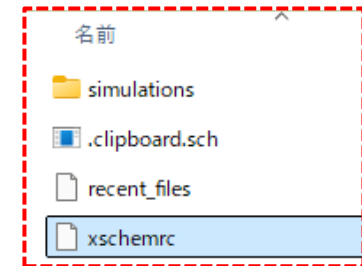 名前
simulations
.clipboard.sch
recent_files
xschemrc